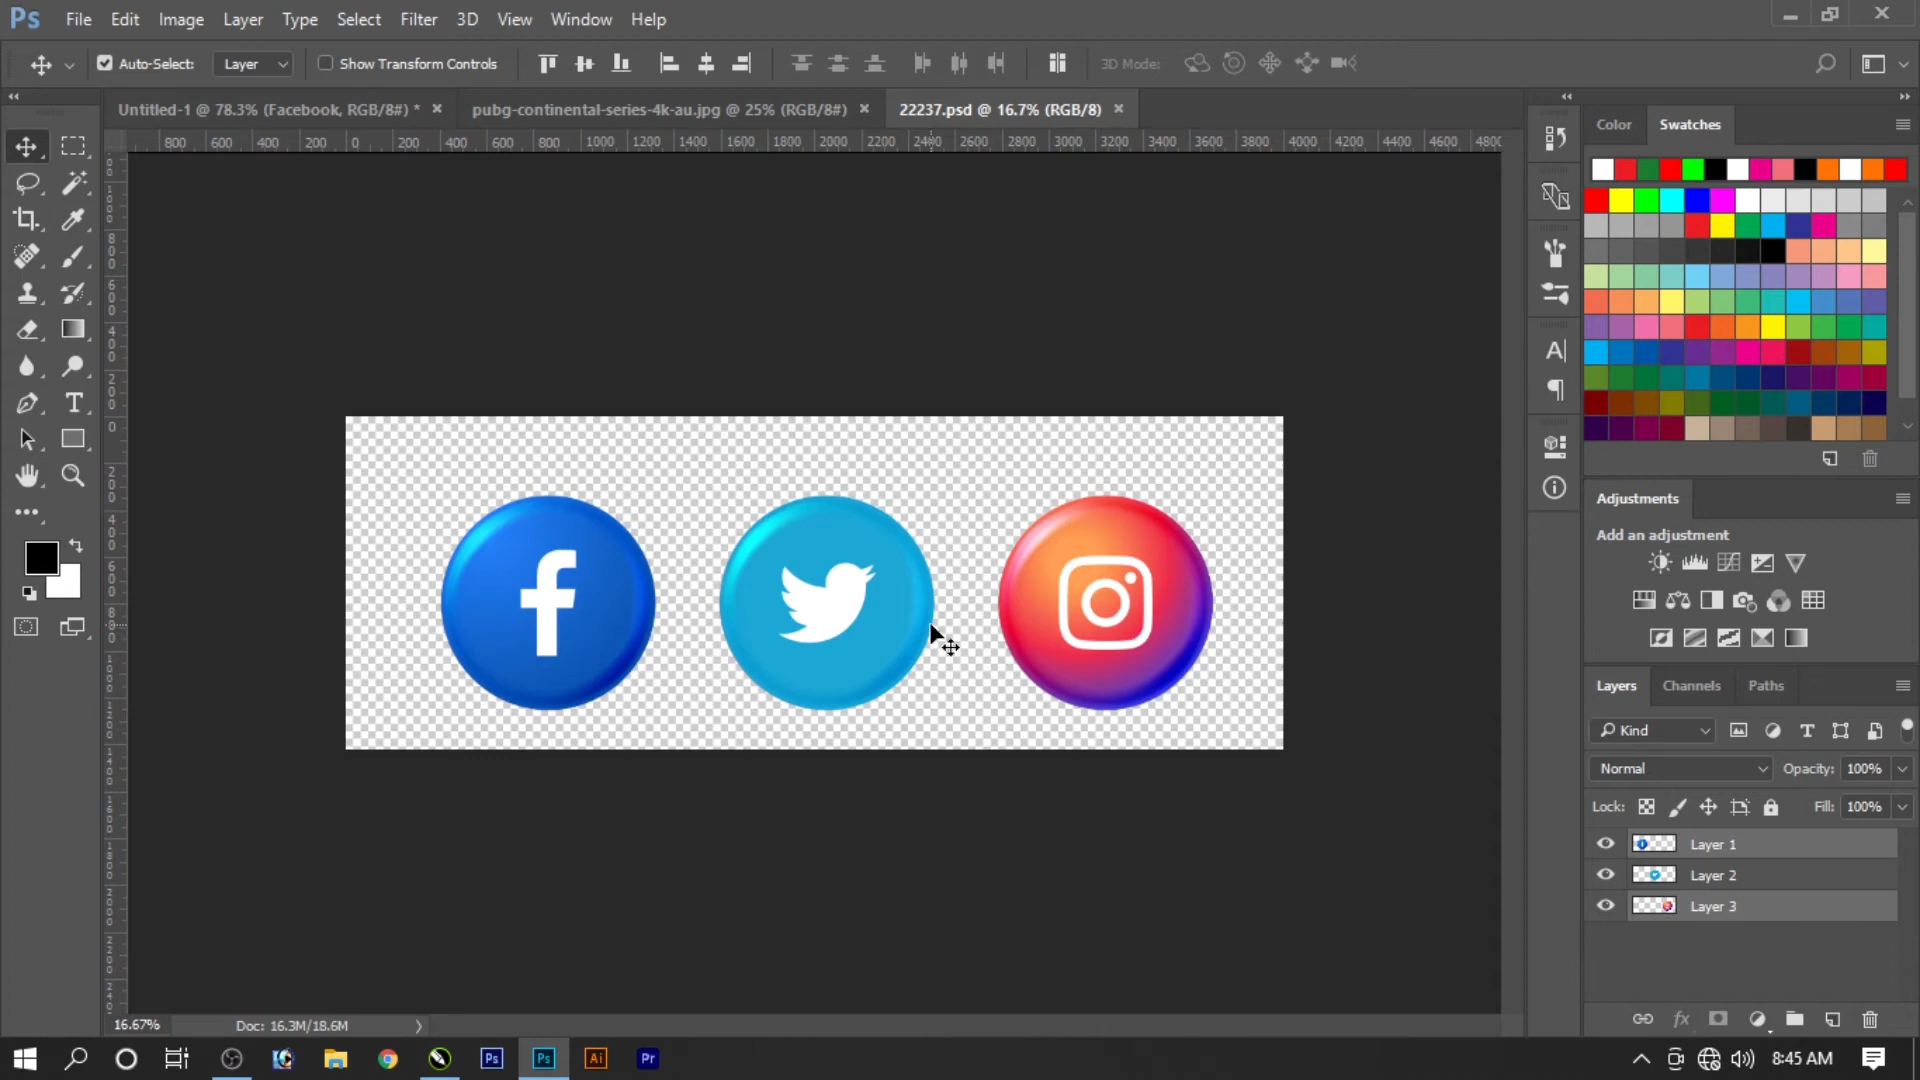 Ps File Edit Image Layer Type Select Filter 3D View Window Help
Auto-Select: Layer Show Transform Controls 3D Mode:
Untitled-1 @ 78.3% (Facebook, RGB/8#) * pubg-continental-series-4k-au.jpg @ 25% (RGB/8#) 22237.psd @ 16.7% (RGB/8)
800 600 400 200 0 200 400 600 800 1000 1200 1400 1600 1800 2000 2200 2400 2600 2800 3000 3200 3400 3600 3800 4000 4200 4400 4600 4800
Color Swatches
Adjustments
Add an adjustment
Layers Channels Paths
Kind
Normal Opacity: 100%
Lock: Fill: 100%
Layer 1
Layer 2
Layer 3
16.67% Doc: 16.3M/18.6M
Ps Ps Ai Pr 8:45 AM